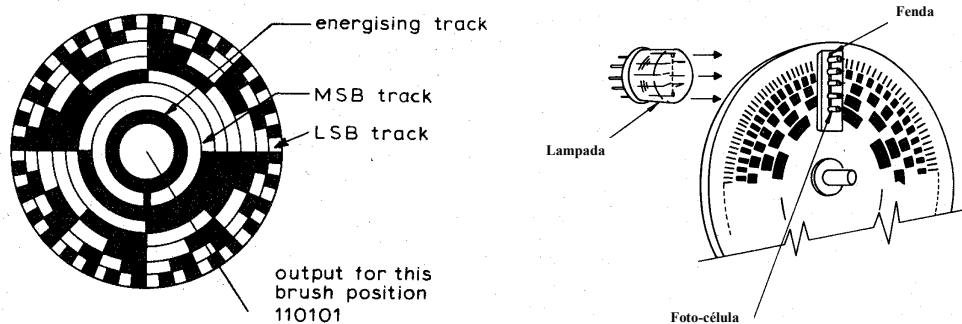 energising track
MSB track
LSB track
output for this
brush position
110101
Fenda
Lampada
Foto-célula